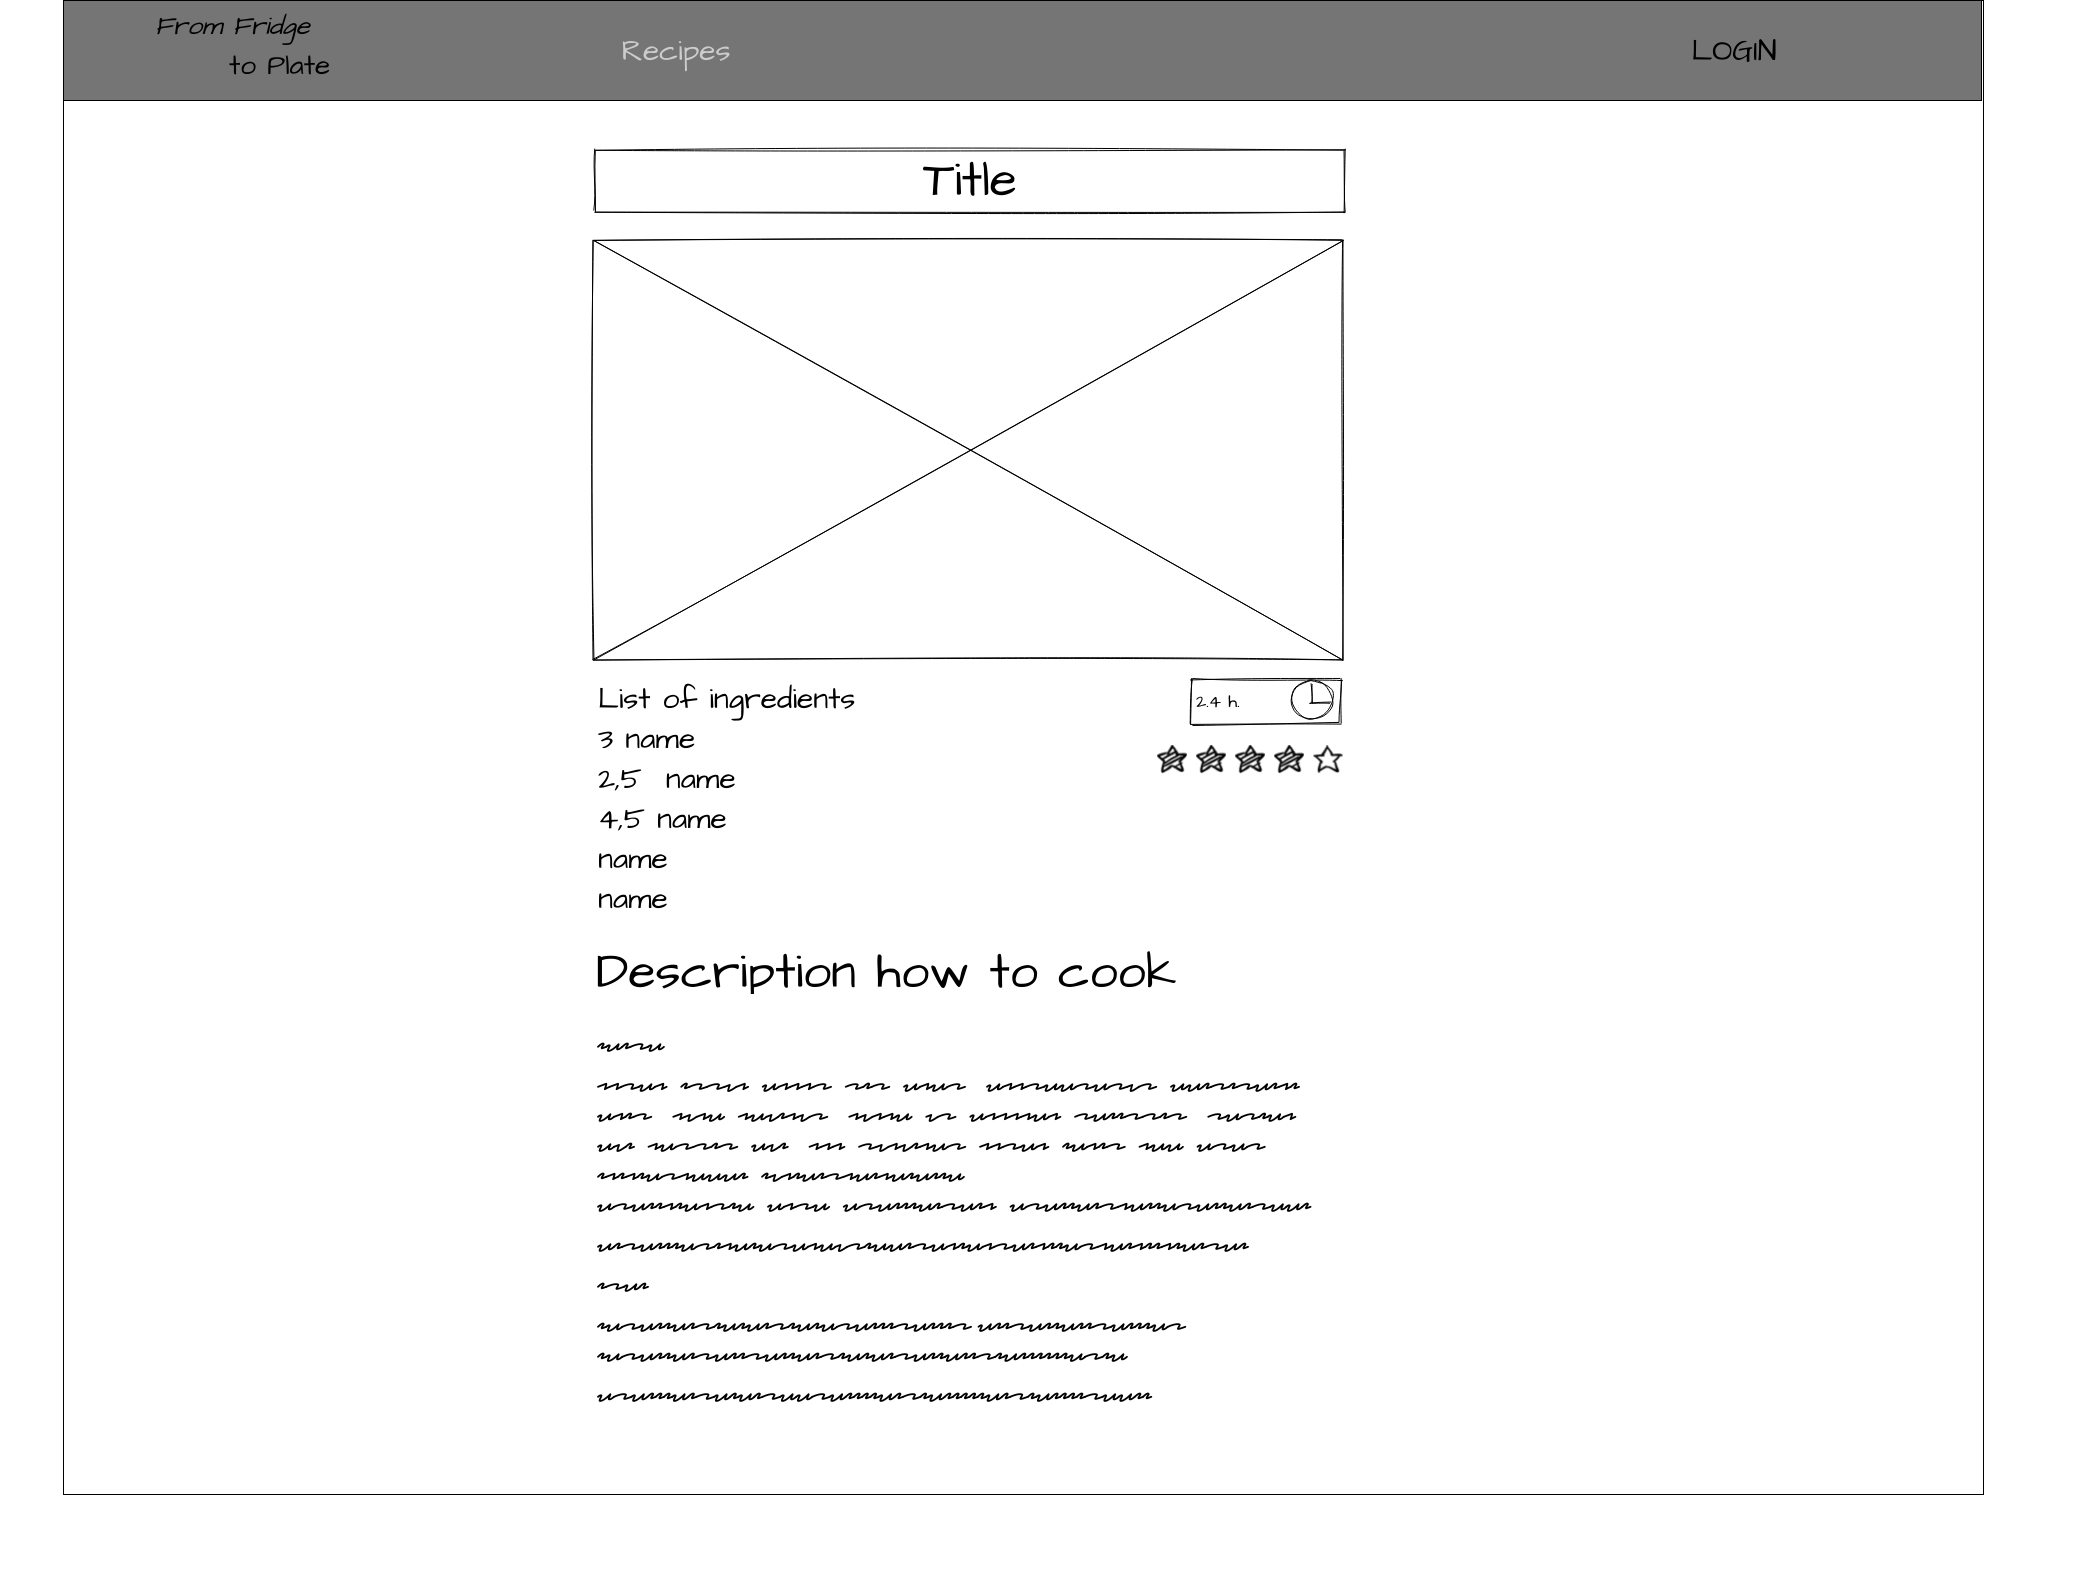 From Fridge
to Plate
Recipes
LOGIN
Title
List of ingredients
2.4 h.
3 name
2,5 name
4,5 name
name
name
Description how to cook